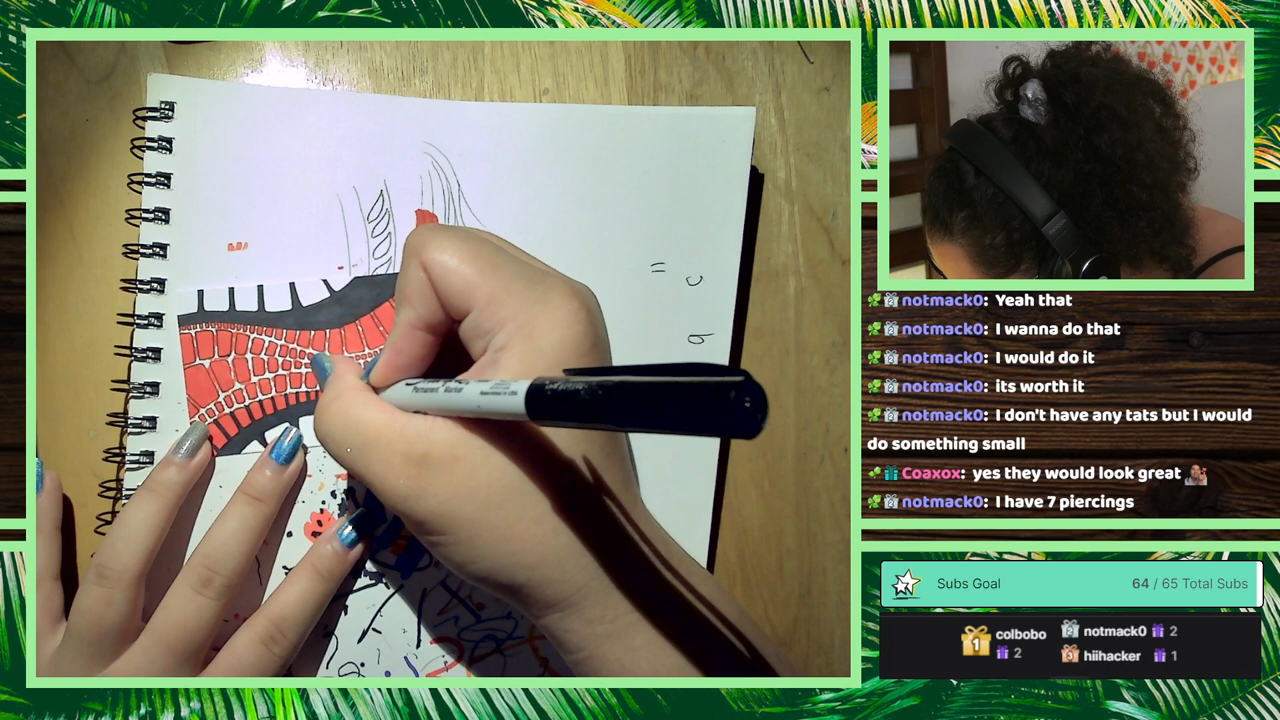 notmack0: Yeah that
notmack0: I wanna do that
notmack0: I would do it
notmack0: its worth it
notmack0: I don't have any tats but I would
do something small
Coaxox: yes they would look great
notmack0: I have 7 piercings
Subs Goal 64 / 65 Total Subs
1 colbobo 2
2 notmack0 2
3 hiihacker 1
Permanent Marker